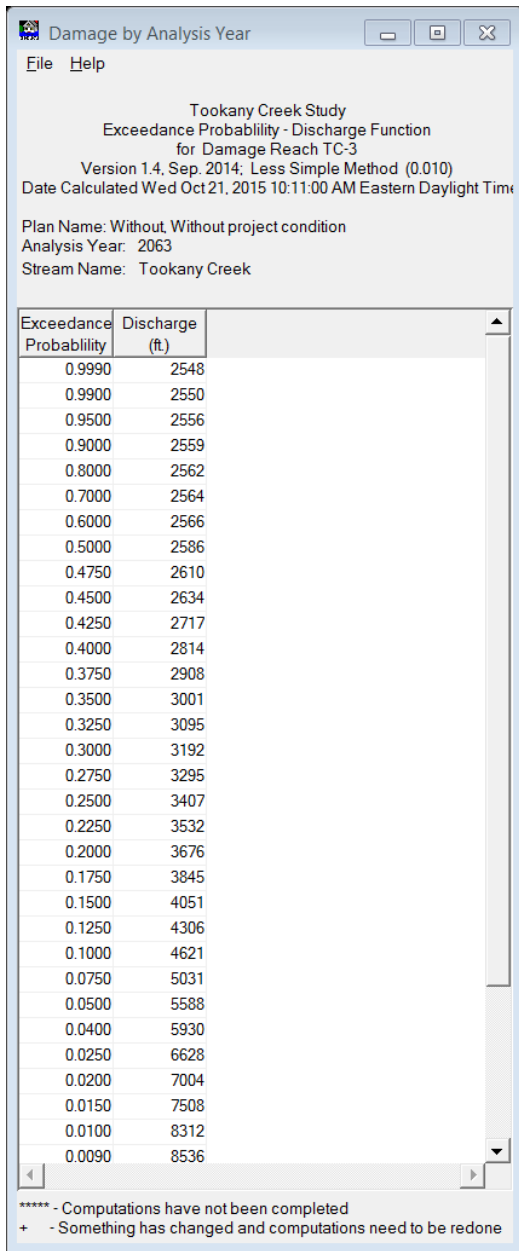 Damage by Analysis Year
File Help
Tookany Creek Study
Exceedance Probablility - Discharge Function
for Damage Reach TC-3
Version 1.4, Sep. 2014; Less Simple Method (0.010)
Date Calculated Wed Oct 21, 2015 10:11:00 AM Eastern Daylight Time
Plan Name: Without, Without project condition
Analysis Year: 2063
Stream Name: Tookany Creek
Exceedance Discharge
Probablility (ft.)
0.9990 2548
0.9900 2550
0.9500 2556
0.9000 2559
0.8000 2562
0.7000 2564
0.6000 2566
0.5000 2586
0.4750 2610
0.4500 2634
0.4250 2717
0.4000 2814
0.3750 2908
0.3500 3001
0.3250 3095
0.3000 3192
0.2750 3295
0.2500 3407
0.2250 3532
0.2000 3676
0.1750 3845
0.1500 4051
0.1250 4306
0.1000 4621
0.0750 5031
0.0500 5588
0.0400 5930
0.0250 6628
0.0200 7004
0.0150 7508
0.0100 8312
0.0090 8536
***** - Computations have not been completed
+ - Something has changed and computations need to be redone